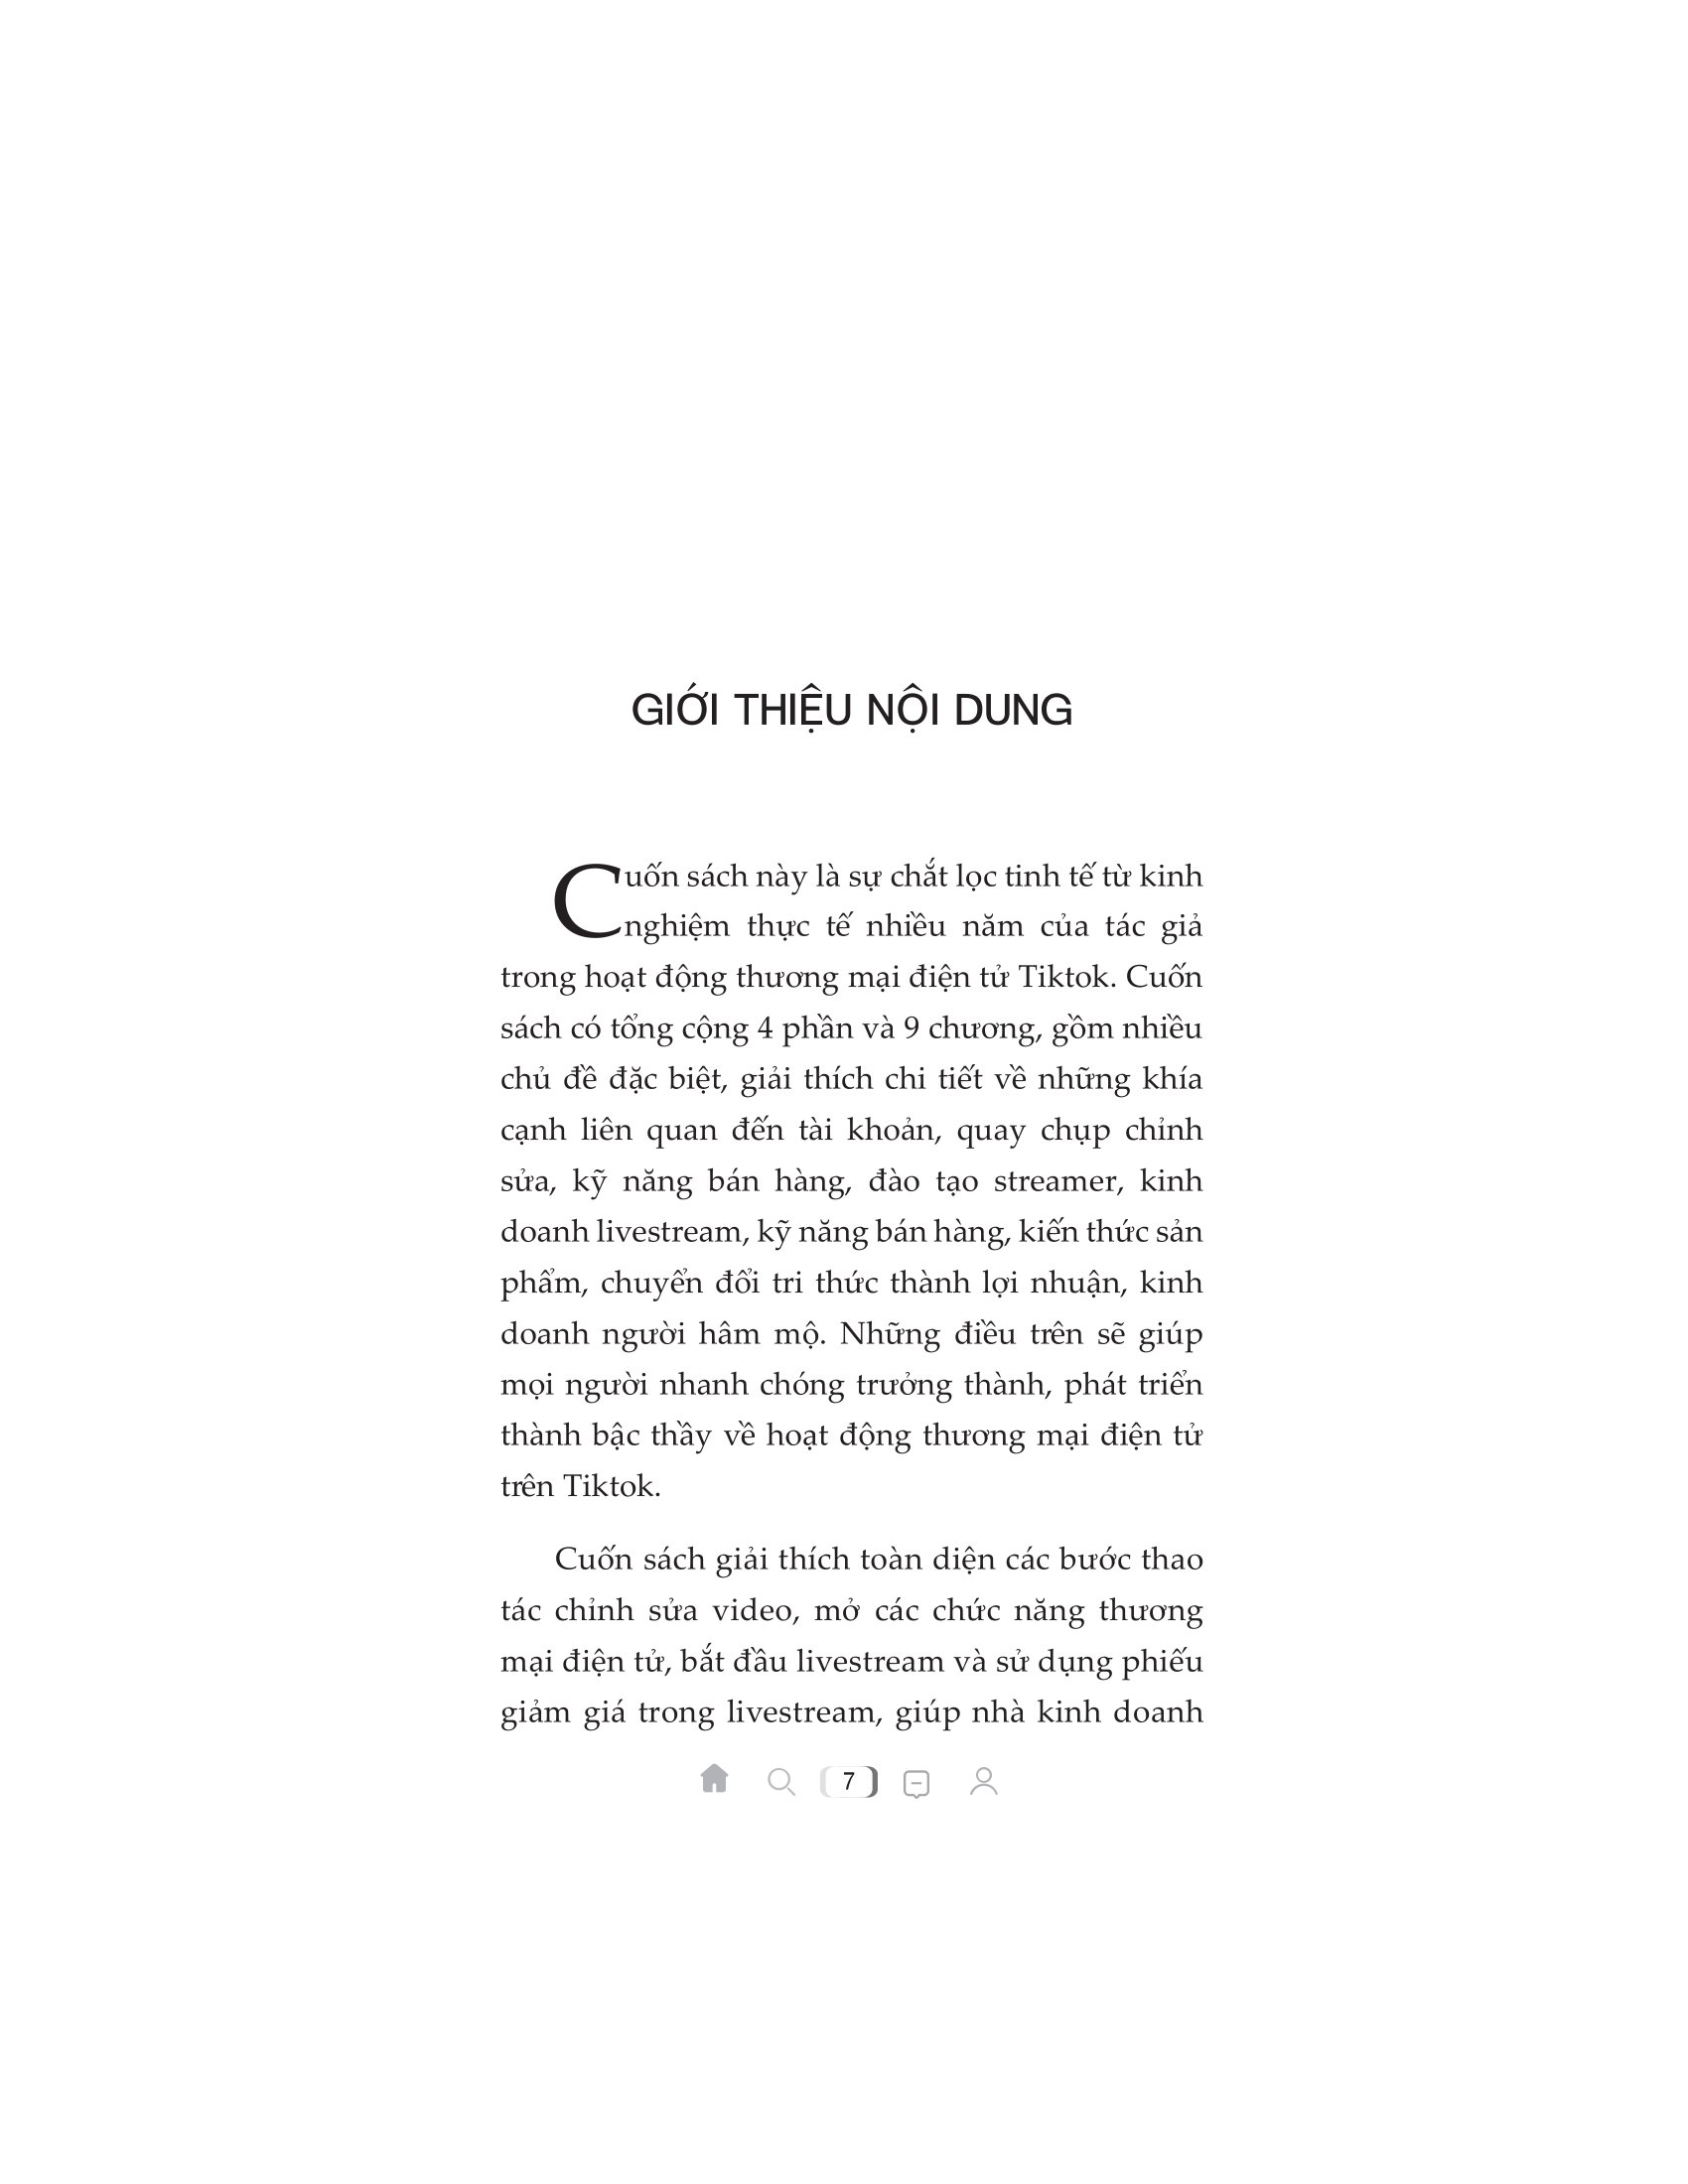 GIỚI THIỆU NỘI DUNG
Cuốn sách này là sự chắt lọc tinh tế từ kinh
nghiệm thực tế nhiều năm của tác giả
trong hoạt động thương mại điện tử Tiktok. Cuốn
sách có tổng cộng 4 phần và 9 chương, gồm nhiều
chủ đề đặc biệt, giải thích chi tiết về những khía
cạnh liên quan đến tài khoản, quay chụp chỉnh
sửa, kỹ năng bán hàng, đào tạo streamer, kinh
doanh livestream, kỹ năng bán hàng, kiến thức sản
phẩm, chuyển đổi tri thức thành lợi nhuận, kinh
doanh người hâm mộ. Những điều trên sẽ giúp
mọi người nhanh chóng trưởng thành, phát triển
thành bậc thầy về hoạt động thương mại điện tử
trên Tiktok.
Cuốn sách giải thích toàn diện các bước thao
tác chỉnh sửa video, mở các chức năng thương
mại điện tử, bắt đầu livestream và sử dụng phiếu
giảm giá trong livestream, giúp nhà kinh doanh
7